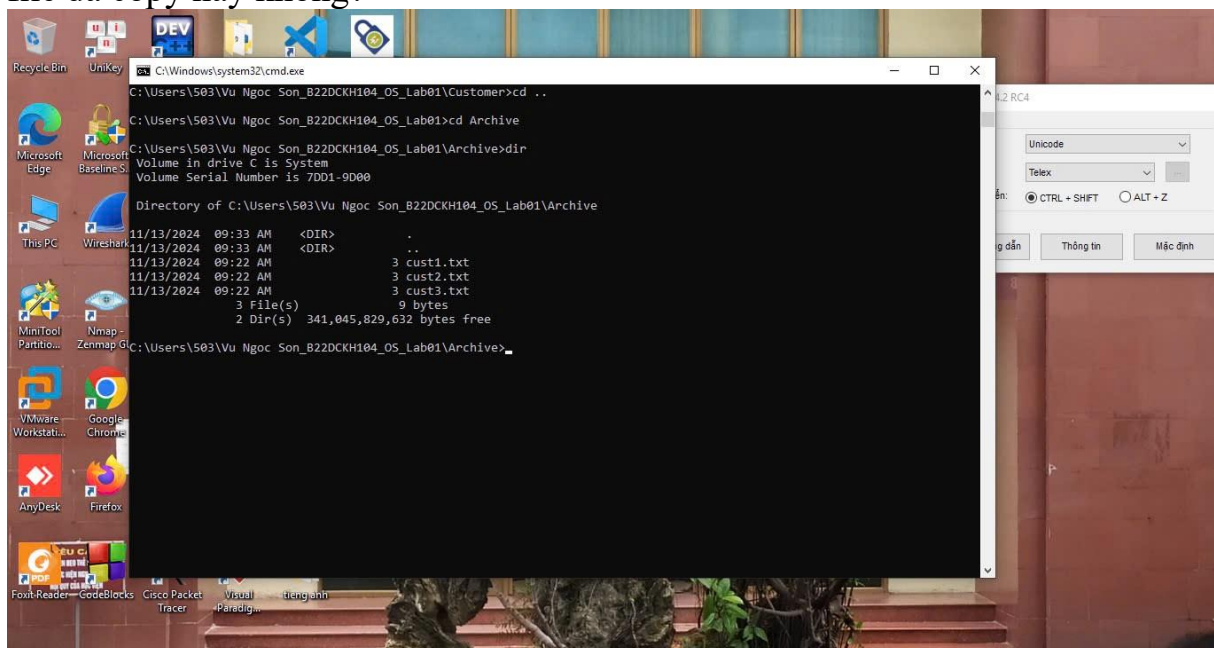 Recycle Bin
UniKey
DEV
C:\Windows\system32\cmd.exe
C:\Users\503\Vu Ngoc Son_B22DCKH104_OS_Lab01\Customer>cd ..
C:\Users\503\Vu Ngoc Son_B22DCKH104_OS_Lab01>cd Archive
C:\Users\503\Vu Ngoc Son_B22DCKH104_OS_Lab01\Archive>dir
Volume in drive C is System
Volume Serial Number is 7DD1-9D00
Directory of C:\Users\503\Vu Ngoc Son_B22DCKH104_OS_Lab01\Archive
11/13/2024 09:33 AM <DIR> .
11/13/2024 09:33 AM <DIR> ..
11/13/2024 09:22 AM 3 cust1.txt
11/13/2024 09:22 AM 3 cust2.txt
11/13/2024 09:22 AM 3 cust3.txt
3 File(s) 9 bytes
2 Dir(s) 341,045,829,632 bytes free
C:\Users\503\Vu Ngoc Son_B22DCKH104_OS_Lab01\Archive>
4.2 RC4
Unicode
Telex
CTRL + SHIFT ALT + Z
Thông tin
Mặc định
Microsoft
Edge
Microsoft
Baseline S.
This PC
Wireshark
MiniTool
Partitio...
Nmap -
Zenmap
VMware
Workstati...
Google
Chrome
AnyDesk
Firefox
PDF
Foxit Reader
CodeBlocks
Cisco Packet
Tracer
Visual
Paradig...
tieng anh